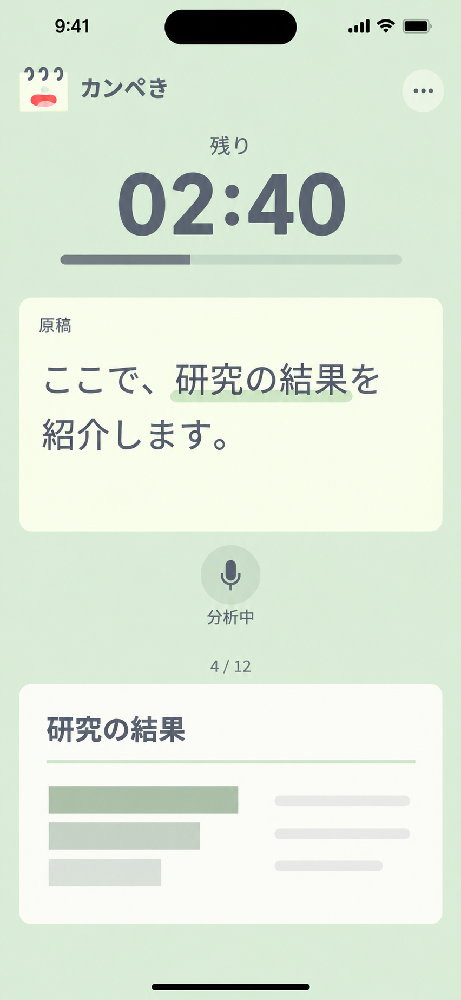 9:41
カンペき
残り
02:40
原稿
ここで、研究の結果を
紹介します。
分析中
4 / 12
研究の結果